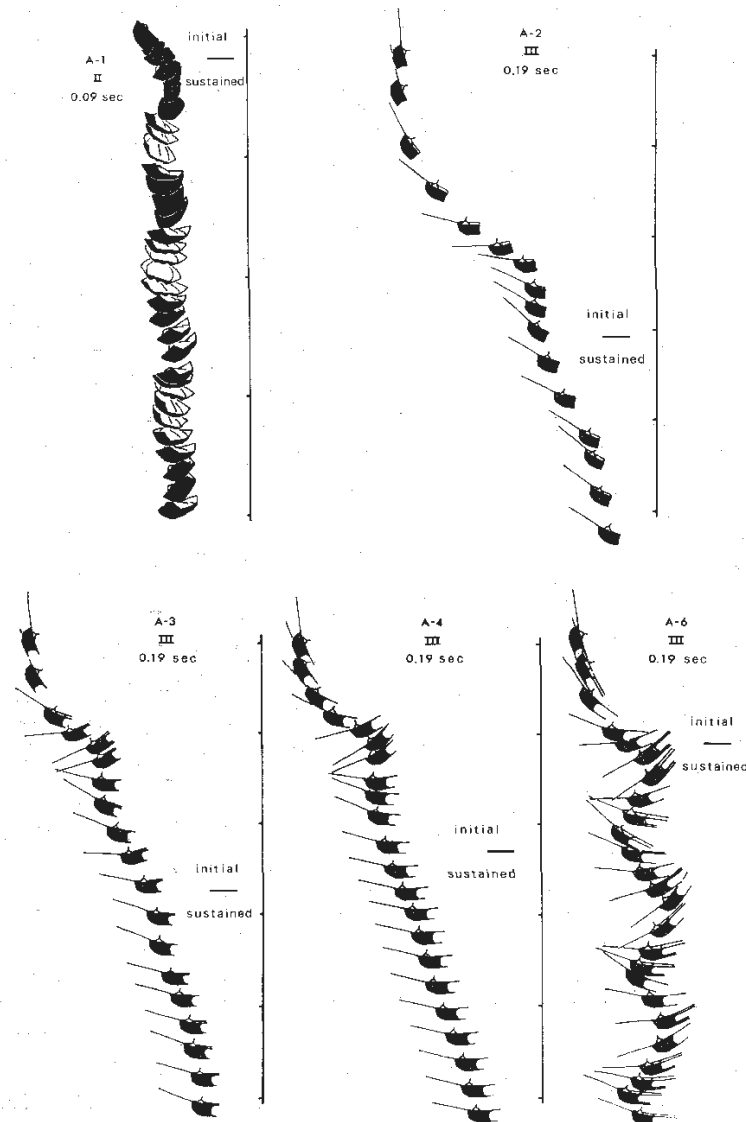 A-1
II
0.09 sec
initial
sustained
A-2
III
0.19 sec
initial
sustained
A-3
III
0.19 sec
initial
sustained
A-4
III
0.19 sec
initial
sustained
A-6
III
0.19 sec
initial
sustained